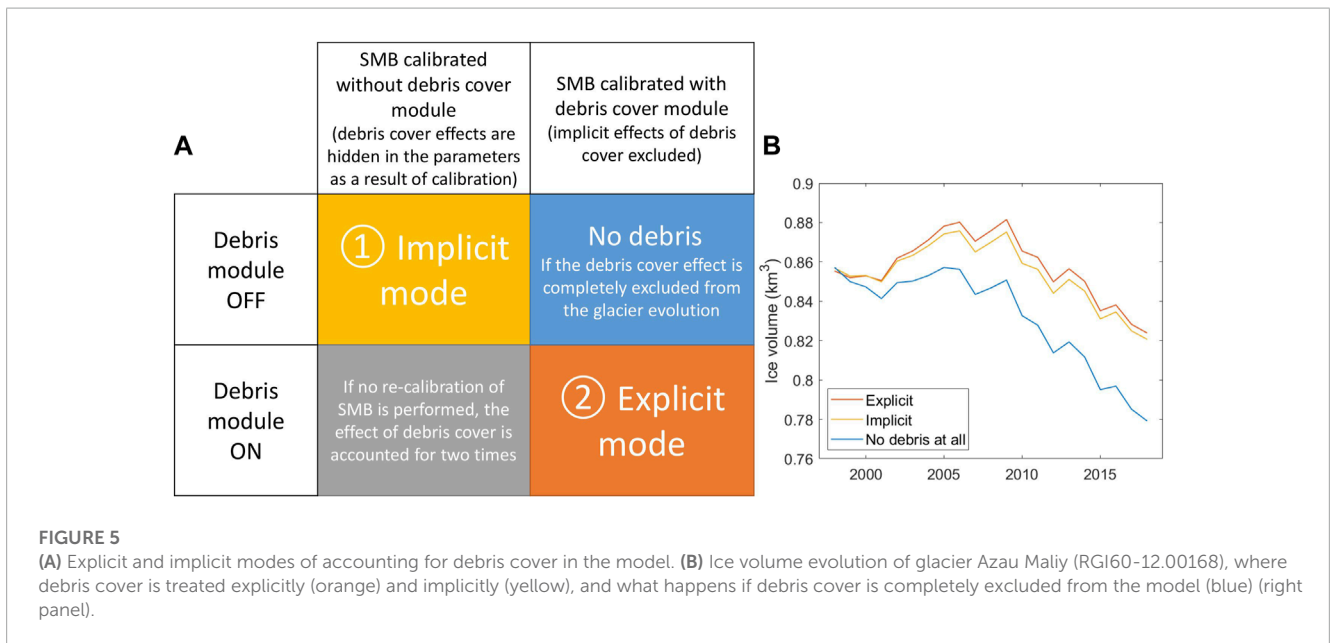 A
SMB calibrated
without debris cover
module
(debris cover effects are
hidden in the parameters
as a result of calibration)
SMB calibrated with
debris cover module
(implicit effects of debris
cover excluded)
Debris
module
OFF
① Implicit
mode
No debris
If the debris cover effect is
completely excluded from
the glacier evolution
Debris
module
ON
If no re-calibration of
SMB is performed, the
effect of debris cover is
accounted for two times
② Explicit
mode
B
Ice volume (km³)
0.9
0.88
0.86
0.84
0.82
0.8
0.78
0.76
Explicit
Implicit
No debris at all
2000
2005
2010
2015
FIGURE 5
(A) Explicit and implicit modes of accounting for debris cover in the model. (B) Ice volume evolution of glacier Azau Maliy (RGI60-12.00168), where
debris cover is treated explicitly (orange) and implicitly (yellow), and what happens if debris cover is completely excluded from the model (blue) (right
panel).